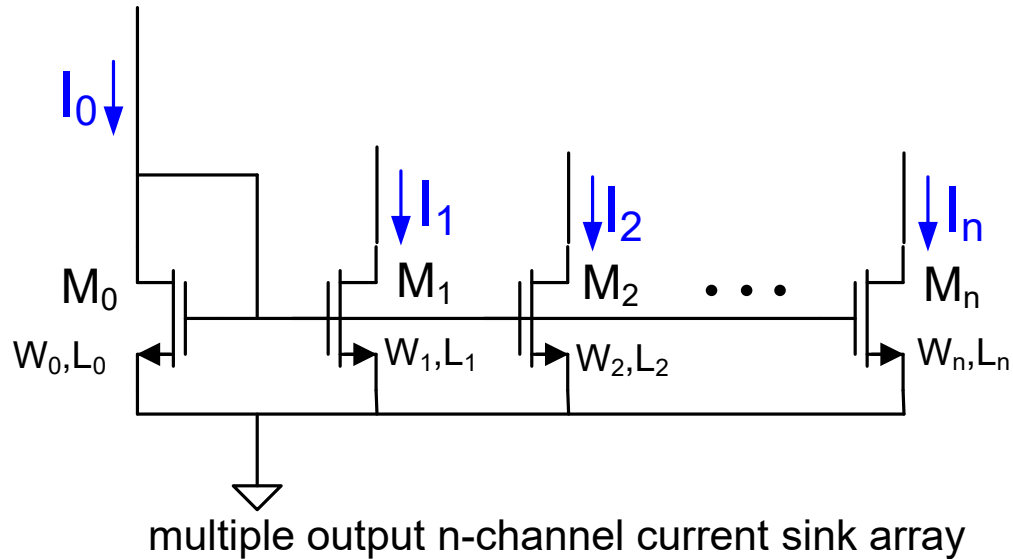 I₀
I₁
I₂
Iₙ
M₀
M₁
M₂
• • •
Mₙ
W₀,L₀
W₁,L₁
W₂,L₂
Wₙ,Lₙ
multiple output n-channel current sink array